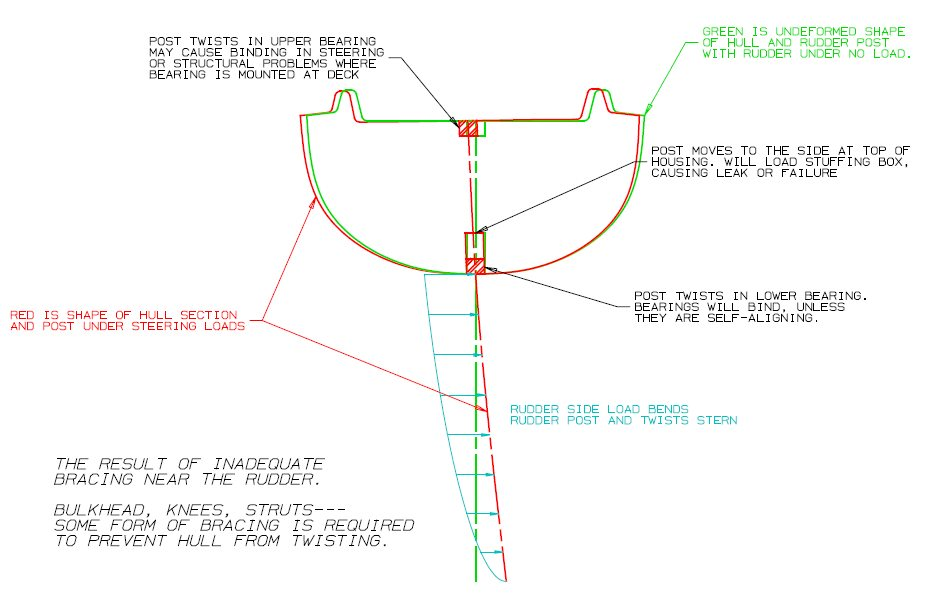 POST TWISTS IN UPPER BEARING
MAY CAUSE BINDING IN STEERING
OR STRUCTURAL PROBLEMS WHERE
BEARING IS MOUNTED AT DECK
GREEN IS UNDEFORMED SHAPE
OF HULL AND RUDDER POST
WITH RUDDER UNDER NO LOAD.
POST MOVES TO THE SIDE AT TOP OF
HOUSING. WILL LOAD STUFFING BOX,
CAUSING LEAK OR FAILURE
POST TWISTS IN LOWER BEARING.
BEARINGS WILL BIND, UNLESS
THEY ARE SELF-ALIGNING.
RED IS SHAPE OF HULL SECTION
AND POST UNDER STEERING LOADS
RUDDER SIDE LOAD BENDS
RUDDER POST AND TWISTS STERN
THE RESULT OF INADEQUATE
BRACING NEAR THE RUDDER.
BULKHEAD, KNEES, STRUTS---
SOME FORM OF BRACING IS REQUIRED
TO PREVENT HULL FROM TWISTING.